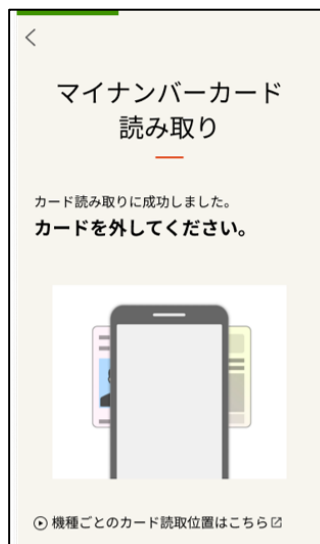 マイナンバーカード
読み取り
カード読み取りに成功しました。
カードを外してください。
機種ごとのカード読取位置はこちら